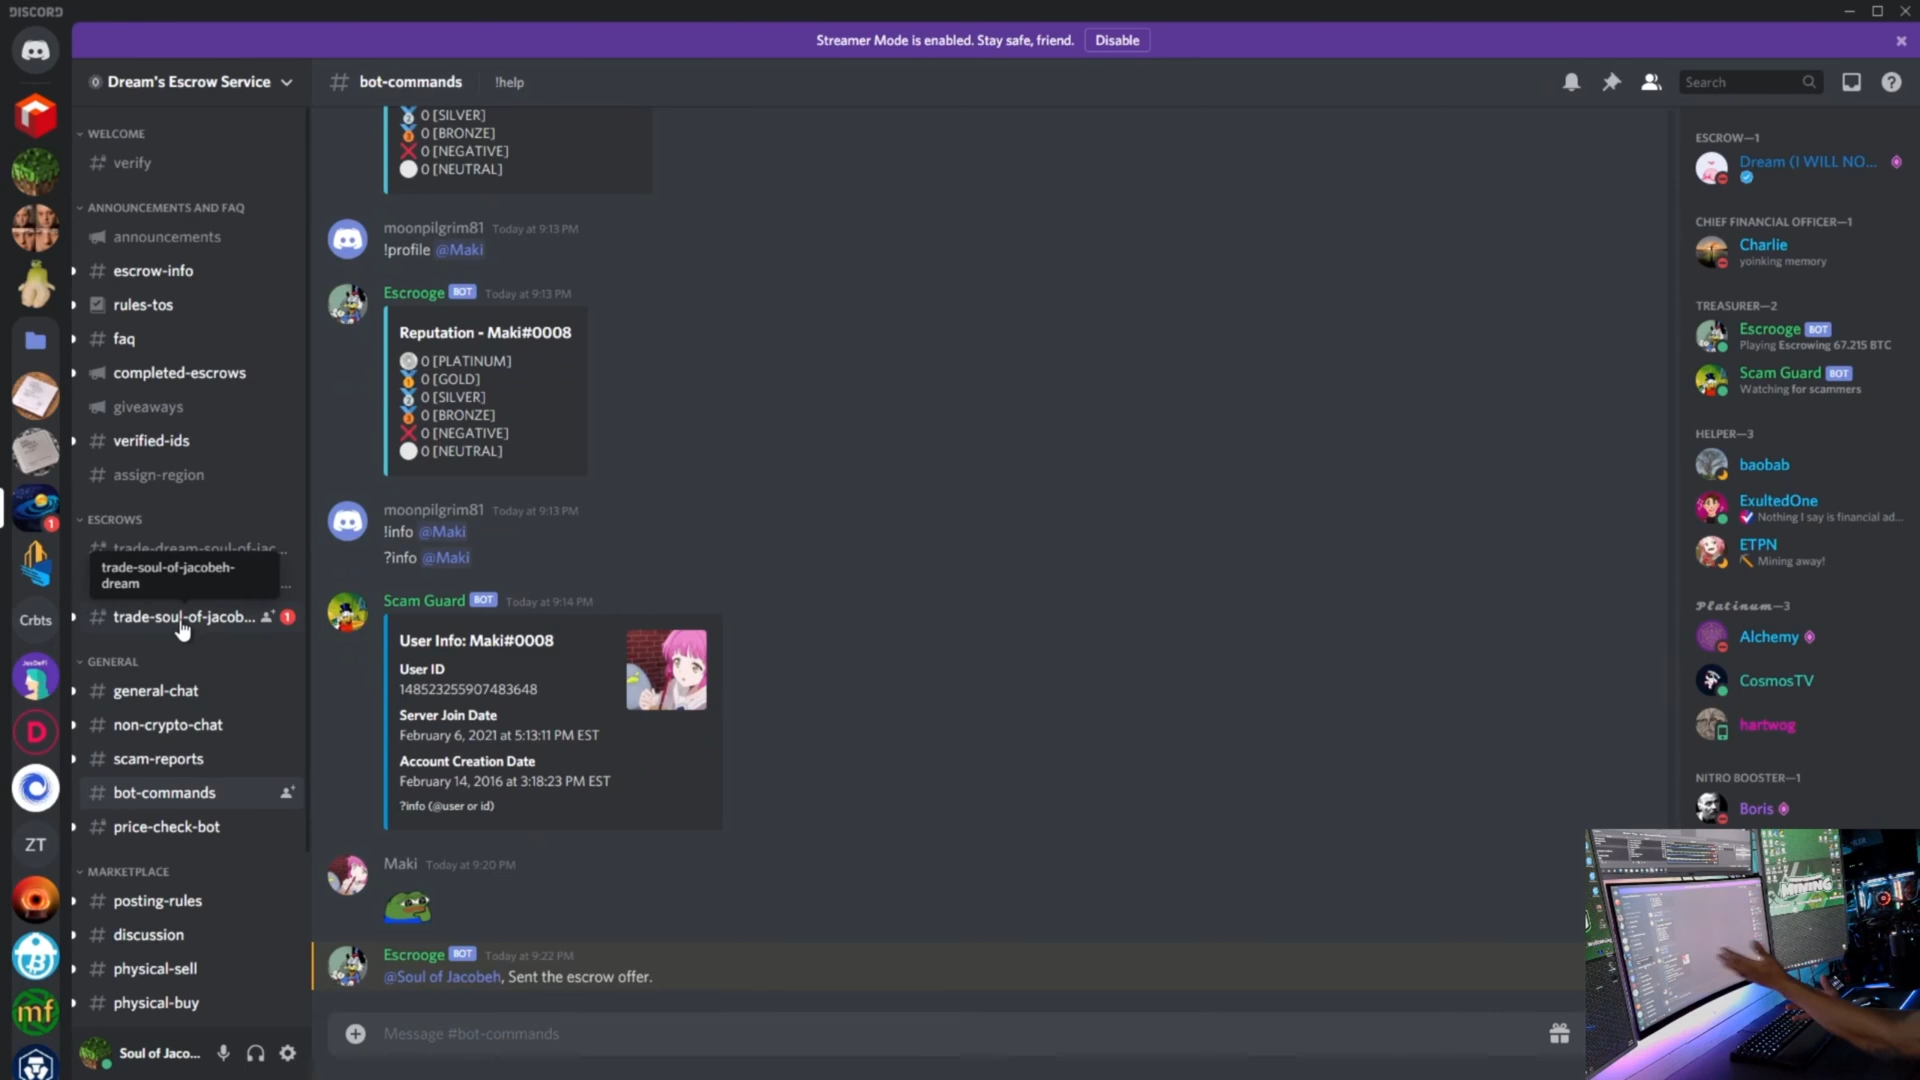 DISCORD
Streamer Mode is enabled. Stay safe, friend.
Disable
Dream's Escrow Service
bot-commands
!help
Search
WELCOME
verify
ANNOUNCEMENTS AND FAQ
announcements
escrow-info
rules-tos
faq
completed-escrows
giveaways
verified-ids
assign-region
ESCROWS
trade-dream-soul-of-jac...
trade-soul-of-jacobeh-
dream
...
trade-soul-of-jacob...
1
GENERAL
general-chat
non-crypto-chat
scam-reports
bot-commands
price-check-bot
MARKETPLACE
posting-rules
discussion
physical-sell
physical-buy
Soul of Jaco...
1
Crbts
JaxDeFi
D
ZT
mf
0 [SILVER]
0 [BRONZE]
0 [NEGATIVE]
0 [NEUTRAL]
moonpilgrim81 Today at 9:13 PM
!profile @Maki
Escrooge BOT Today at 9:13 PM
Reputation - Maki#0008
0 [PLATINUM]
0 [GOLD]
0 [SILVER]
0 [BRONZE]
0 [NEGATIVE]
0 [NEUTRAL]
moonpilgrim81 Today at 9:13 PM
!info @Maki
?info @Maki
Scam Guard BOT Today at 9:14 PM
User Info: Maki#0008
User ID
148523255907483648
Server Join Date
February 6, 2021 at 5:13:11 PM EST
Account Creation Date
February 14, 2016 at 3:18:23 PM EST
?info (@user or id)
Maki Today at 9:20 PM
Escrooge BOT Today at 9:22 PM
@Soul of Jacobeh, Sent the escrow offer.
Message #bot-commands
ESCROW—1
Dream (I WILL NO...
CHIEF FINANCIAL OFFICER—1
Charlie
yoinking memory
TREASURER—2
Escrooge BOT
Playing Escrowing 67.215 BTC
Scam Guard BOT
Watching for scammers
HELPER—3
baobab
ExultedOne
Nothing I say is financial ad...
ETPN
Mining away!
𝓟𝓵𝓪𝓽𝓲𝓷𝓾𝓶—3
Alchemy
CosmosTV
hartwog
NITRO BOOSTER—1
Boris
MINING